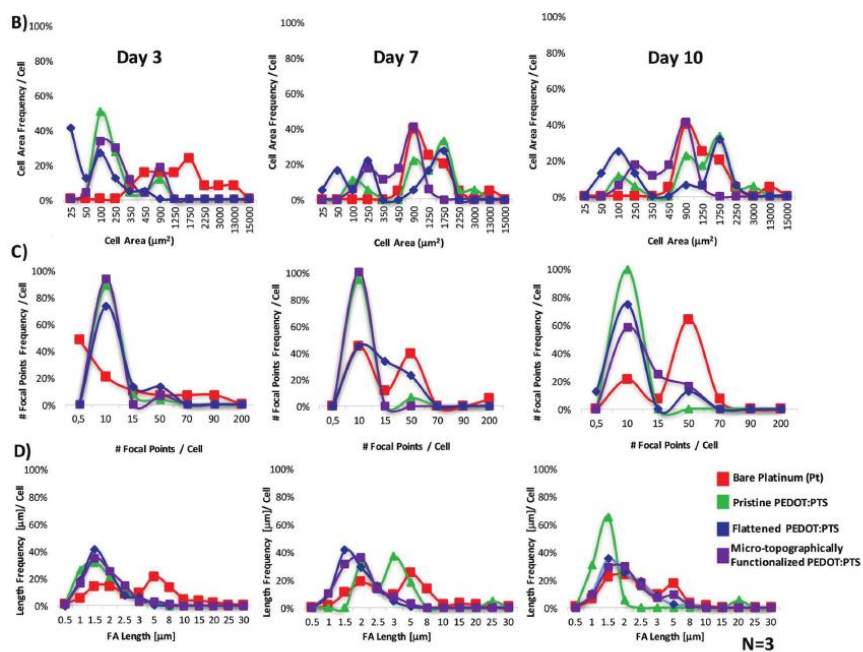 B)
Day 3
Day 7
Day 10
Cell Area Frequency / Cell
100%
80%
60%
40%
20%
0%
25 50 100 250 350 450 900 1250 1750 2250 3000 13000 15000
Cell Area (µm²)
Cell Area Frequency / Cell
100%
80%
60%
40%
20%
0%
25 50 100 250 350 450 900 1250 1750 2250 3000 13000 15000
Cell Area (µm²)
Cell Area Frequency / Cell
100%
80%
60%
40%
20%
0%
25 50 100 250 350 450 900 1250 1750 2250 3000 13000 15000
Cell Area (µm²)
C)
# Focal Points Frequency / Cell
100%
80%
60%
40%
20%
0%
0,5 10 15 50 70 90 200
# Focal Points / Cell
# Focal Points Frequency / Cell
100%
80%
60%
40%
20%
0%
0,5 10 15 50 70 90 200
# Focal Points / Cell
# Focal Points Frequency / Cell
100%
80%
60%
40%
20%
0%
0,5 10 15 50 70 90 200
# Focal Points / Cell
D)
Length Frequency [µm]/ Cell
100%
80%
60%
40%
20%
0%
0.5 1 1.5 2 2.5 3 5 8 10 15 20 25 30
FA Length [µm]
Length Frequency [µm]/ Cell
100%
80%
60%
40%
20%
0%
0.5 1 1.5 2 2.5 3 5 8 10 15 20 25 30
FA Length [µm]
Length Frequency [µm]/ Cell
100%
80%
60%
40%
20%
0%
0.5 1 1.5 2 2.5 3 5 8 10 15 20 25 30
FA Length [µm]
Bare Platinum (Pt)
Pristine PEDOT:PTS
Flattened PEDOT:PTS
Micro-topographically
Functionalized PEDOT:PTS
N=3